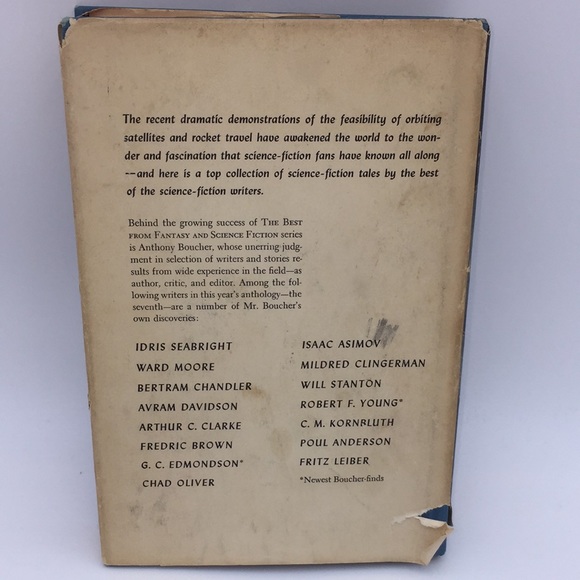 The recent dramatic demonstrations of the feasibility of orbiting
satellites and rocket travel have awakened the world to the won-
der and fascination that science-fiction fans have known all along
--and here is a top collection of science-fiction tales by the best
of the science-fiction writers.
Behind the growing success of THE BEST
FROM FANTASY AND SCIENCE FICTION series
is Anthony Boucher, whose unerring judg-
ment in selection of writers and stories re-
sults from wide experience in the field—as
author, critic, and editor. Among the fol-
lowing writers in this year's anthology—the
seventh—are a number of Mr. Boucher's
own discoveries:
IDRIS SEABRIGHT
WARD MOORE
BERTRAM CHANDLER
AVRAM DAVIDSON
ARTHUR C. CLARKE
FREDRIC BROWN
G. C. EDMONDSON*
CHAD OLIVER
ISAAC ASIMOV
MILDRED CLINGERMAN
WILL STANTON
ROBERT F. YOUNG*
C. M. KORNBLUTH
POUL ANDERSON
FRITZ LEIBER
*Newest Boucher-finds